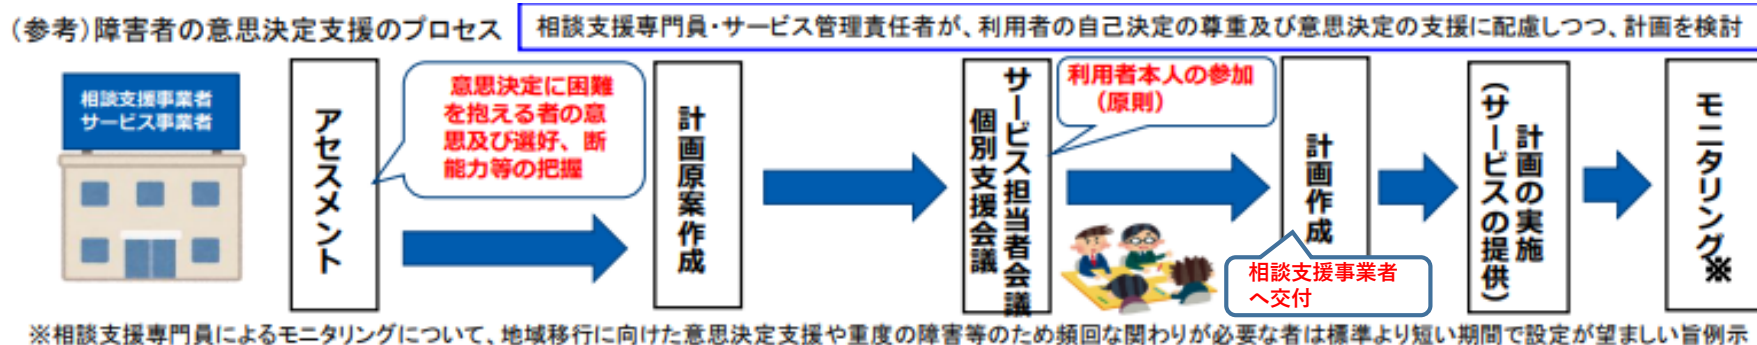 (参考)障害者の意思決定支援のプロセス
相談支援専門員・サービス管理責任者が、利用者の自己決定の尊重及び意思決定の支援に配慮しつつ、計画を検討
相談支援事業者
サービス事業者
アセスメント
意思決定に困難
を抱える者の意
思及び選好、断
能力等の把握
計画原案作成
サービス担当者会議
個別支援会議
利用者本人の参加
(原則)
計画作成
相談支援事業者
へ交付
計画の実施
(サービスの提供)
モニタリング※
※相談支援専門員によるモニタリングについて、地域移行に向けた意思決定支援や重度の障害等のため頻回な関わりが必要な者は標準より短い期間で設定が望ましい旨例示